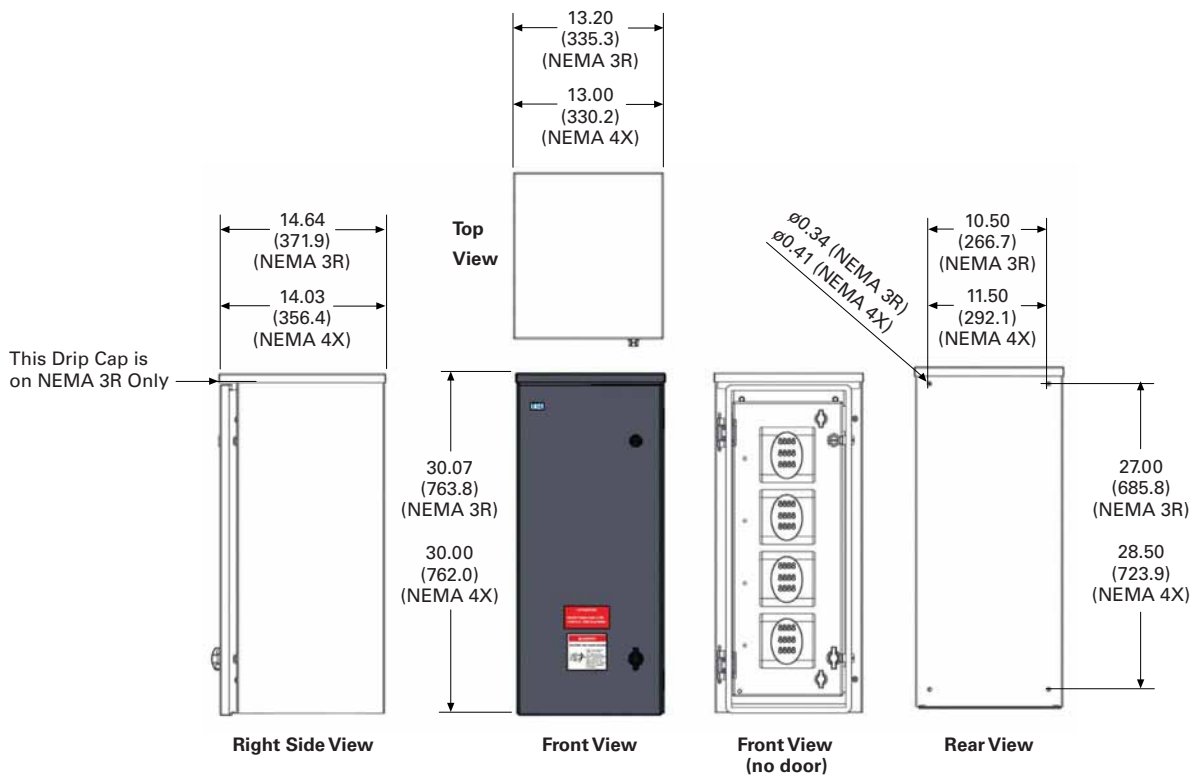 13.20
(335.3)
(NEMA 3R)
13.00
(330.2)
(NEMA 4X)
14.64
(371.9)
(NEMA 3R)
14.03
(356.4)
(NEMA 4X)
Top
View
ø0.34 (NEMA 3R)
ø0.41 (NEMA 4X)
10.50
(266.7)
(NEMA 3R)
11.50
(292.1)
(NEMA 4X)
This Drip Cap is
on NEMA 3R Only
30.07
(763.8)
(NEMA 3R)
30.00
(762.0)
(NEMA 4X)
27.00
(685.8)
(NEMA 3R)
28.50
(723.9)
(NEMA 4X)
Right Side View
Front View
Front View
(no door)
Rear View